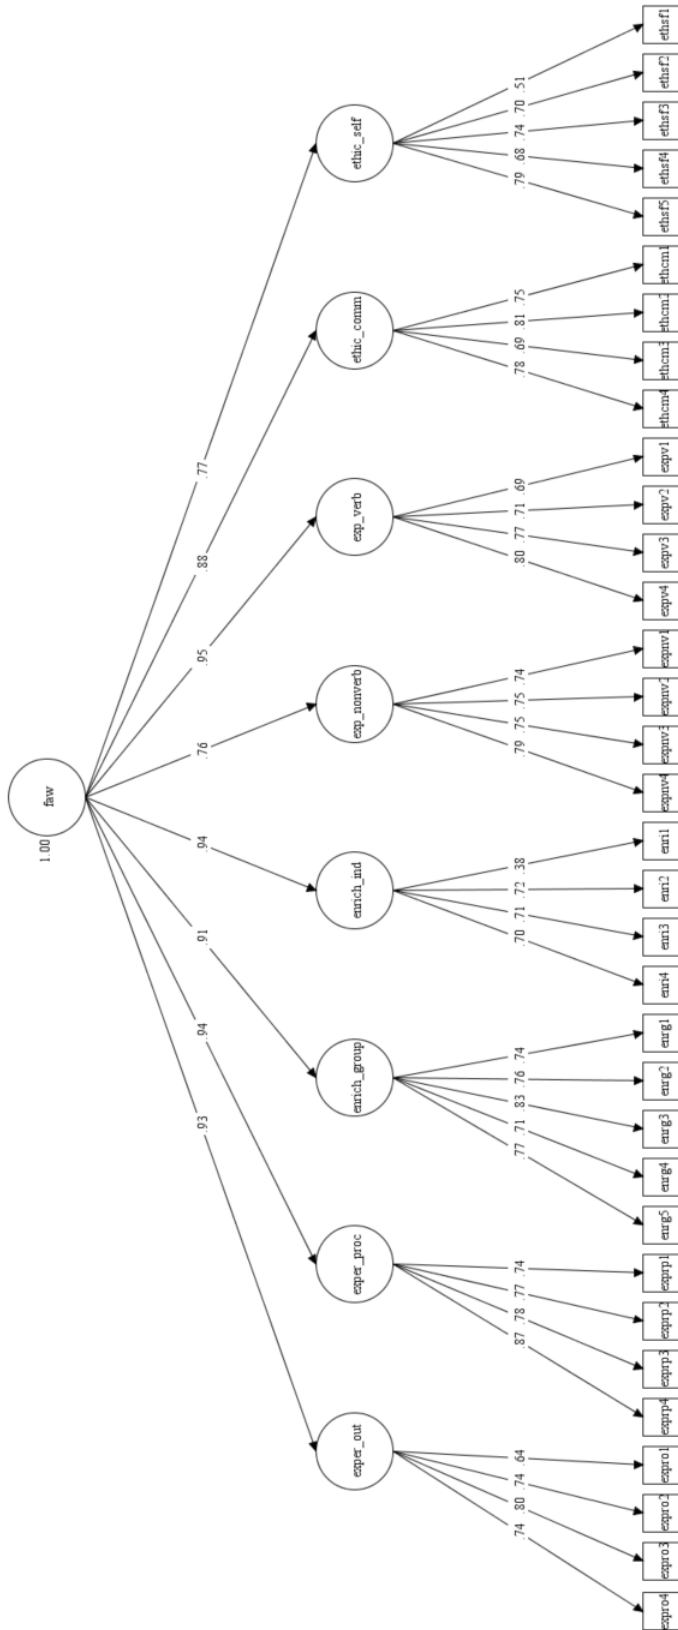 faw
1.00
.77
.88
.95
.76
.94
.91
.94
.93
ethic_self
ethic_comm
exp_verb
exp_nonverb
enrich_ind
enrich_group
exper_proc
exper_out
.51
.70
.74
.68
.79
.75
.81
.69
.78
.69
.71
.77
.80
.74
.75
.75
.79
.38
.72
.71
.70
.74
.76
.83
.71
.77
.74
.77
.78
.87
.64
.74
.80
.74
ethsf1
ethsf2
ethsf3
ethsf4
ethsf5
ethcm1
ethcm2
ethcm3
ethcm4
expv1
expv2
expv3
expv4
expnv1
expnv2
expnv3
expnv4
enri1
enri2
enri3
enri4
enrg1
enrg2
enrg3
enrg4
enrg5
exprp1
exprp2
exprp3
exprp4
expro1
expro2
expro3
expro4